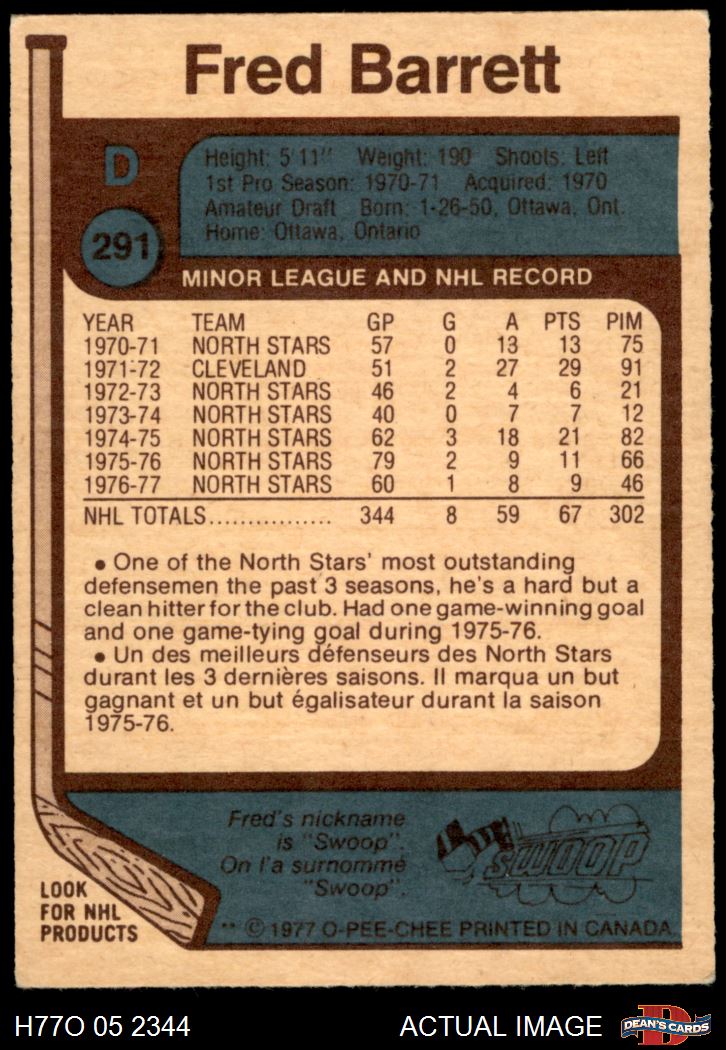 Fred Barrett
D
291
Height: 5'11" Weight: 190 Shoots: Left
1st Pro Season: 1970-71 Acquired: 1970
Amateur Draft Born: 1-26-50, Ottawa, Ont.
Home: Ottawa, Ontario
MINOR LEAGUE AND NHL RECORD
YEAR TEAM GP G A PTS PIM
1970-71 NORTH STARS 57 0 13 13 75
1971-72 CLEVELAND 51 2 27 29 91
1972-73 NORTH STARS 46 2 4 6 21
1973-74 NORTH STARS 40 0 7 7 12
1974-75 NORTH STARS 62 3 18 21 82
1975-76 NORTH STARS 79 2 9 11 66
1976-77 NORTH STARS 60 1 8 9 46
NHL TOTALS................ 344 8 59 67 302
• One of the North Stars' most outstanding
defensemen the past 3 seasons, he's a hard but a
clean hitter for the club. Had one game-winning goal
and one game-tying goal during 1975-76.
• Un des meilleurs défenseurs des North Stars
durant les 3 dernières saisons. Il marqua un but
gagnant et un but égalisateur durant la saison
1975-76.
Fred's nickname
is "Swoop".
On l'a surnommé
"Swoop".
SWOOP
LOOK
FOR NHL
PRODUCTS
** © 1977 O-PEE-CHEE PRINTED IN CANADA
H77O 05 2344 ACTUAL IMAGE
D
DEAN'S CARDS